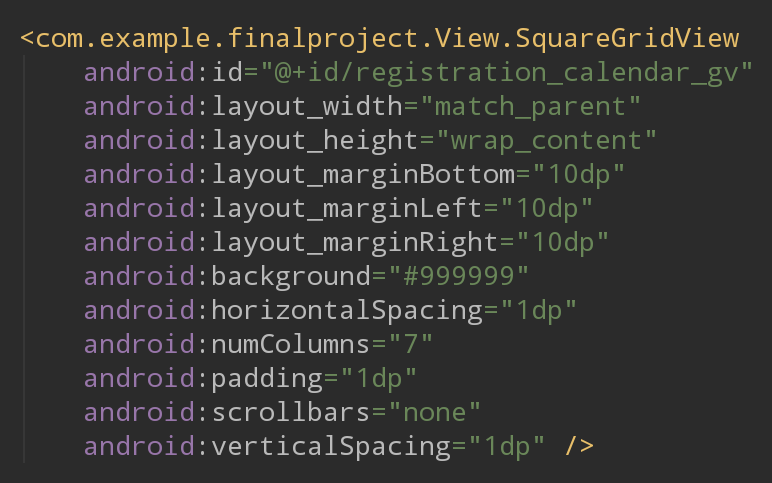 <com.example.finalproject.View.SquareGridView
android:id="@+id/registration_calendar_gv"
android:layout_width="match_parent"
android:layout_height="wrap_content"
android:layout_marginBottom="10dp"
android:layout_marginLeft="10dp"
android:layout_marginRight="10dp"
android:background="#999999"
android:horizontalSpacing="1dp"
android:numColumns="7"
android:padding="1dp"
android:scrollbars="none"
android:verticalSpacing="1dp" />